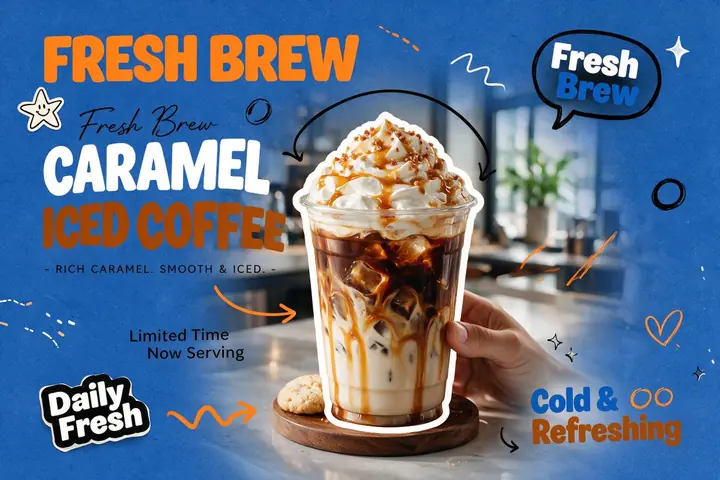 FRESH BREW
Fresh Brew
CARAMEL
ICED COFFEE
- RICH CARAMEL. SMOOTH & ICED. -
Limited Time
Now Serving
Daily
Fresh
Fresh
Brew
Cold &
Refreshing